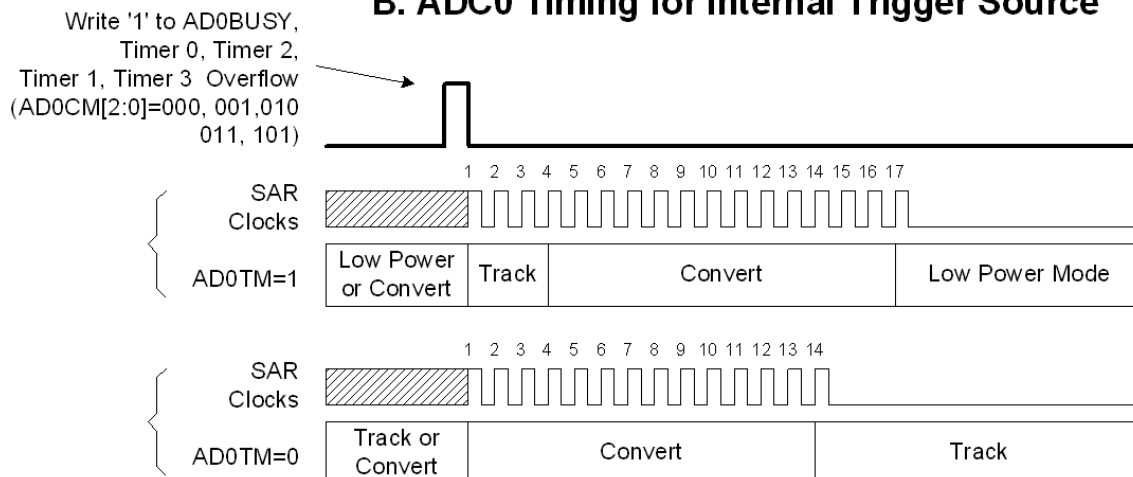 B. ADC0 Timing for Internal Trigger Source
Write '1' to AD0BUSY,
Timer 0, Timer 2,
Timer 1, Timer 3 Overflow
(AD0CM[2:0]=000, 001,010
011, 101)
1 2 3 4 5 6 7 8 9 10 11 12 13 14 15 16 17
SAR
Clocks
AD0TM=1
Low Power
or Convert
Track
Convert
Low Power Mode
1 2 3 4 5 6 7 8 9 10 11 12 13 14
SAR
Clocks
AD0TM=0
Track or
Convert
Convert
Track